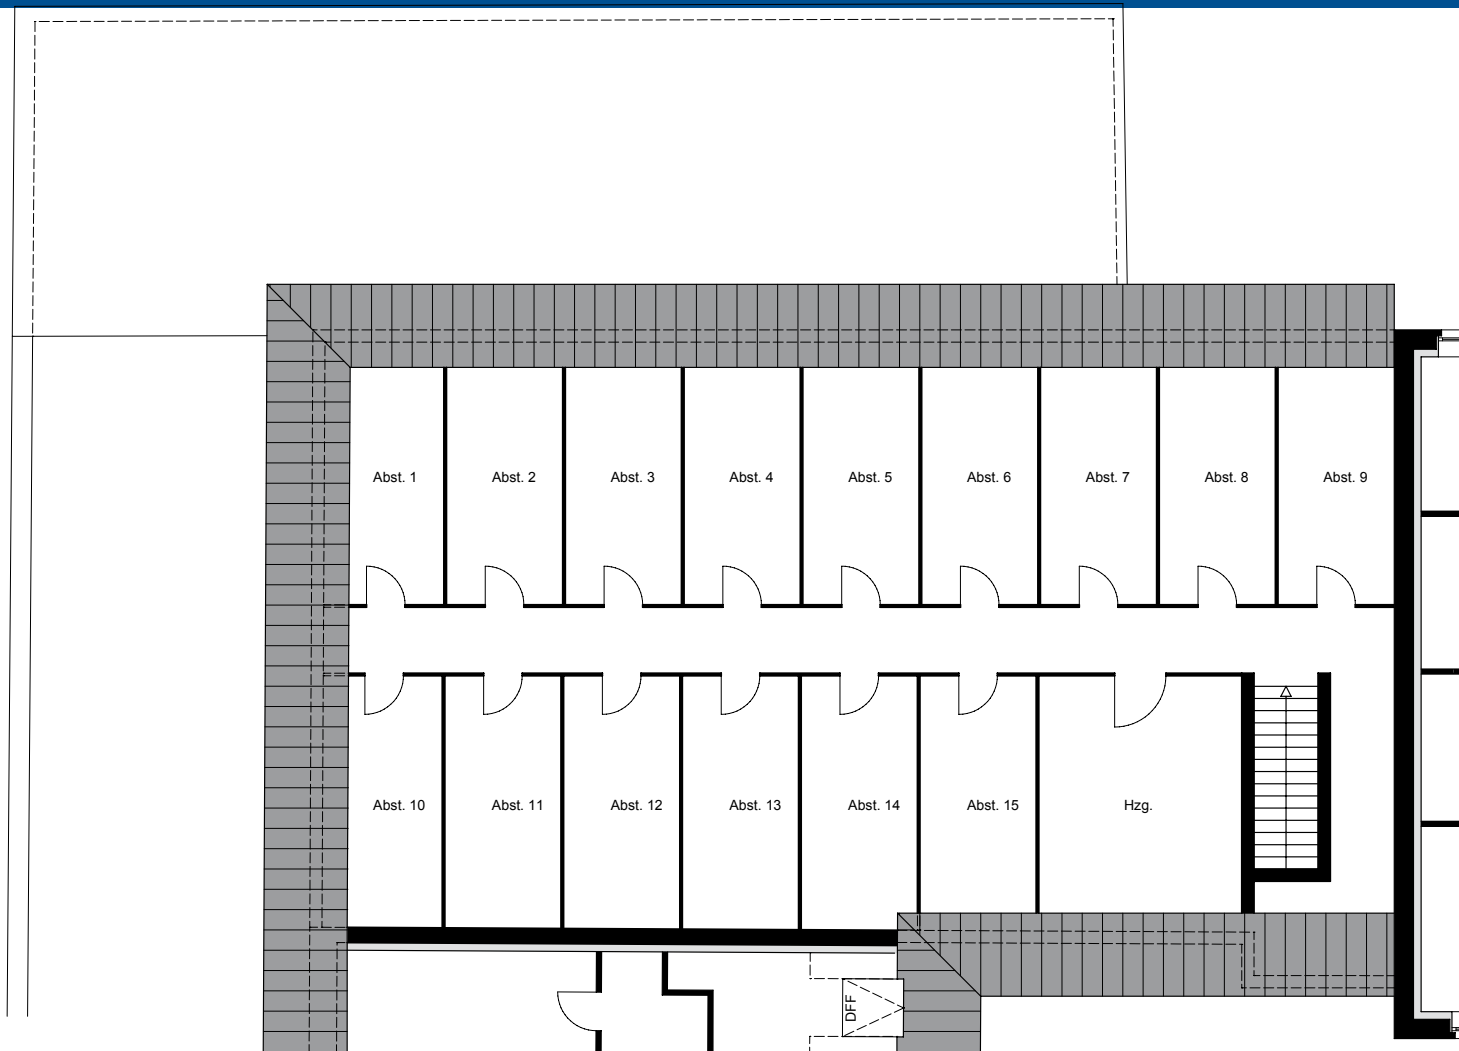 Abst. 1
Abst. 2
Abst. 3
Abst. 4
Abst. 5
Abst. 6
Abst. 7
Abst. 8
Abst. 9
Abst. 10
Abst. 11
Abst. 12
Abst. 13
Abst. 14
Abst. 15
Hzg.
DFF